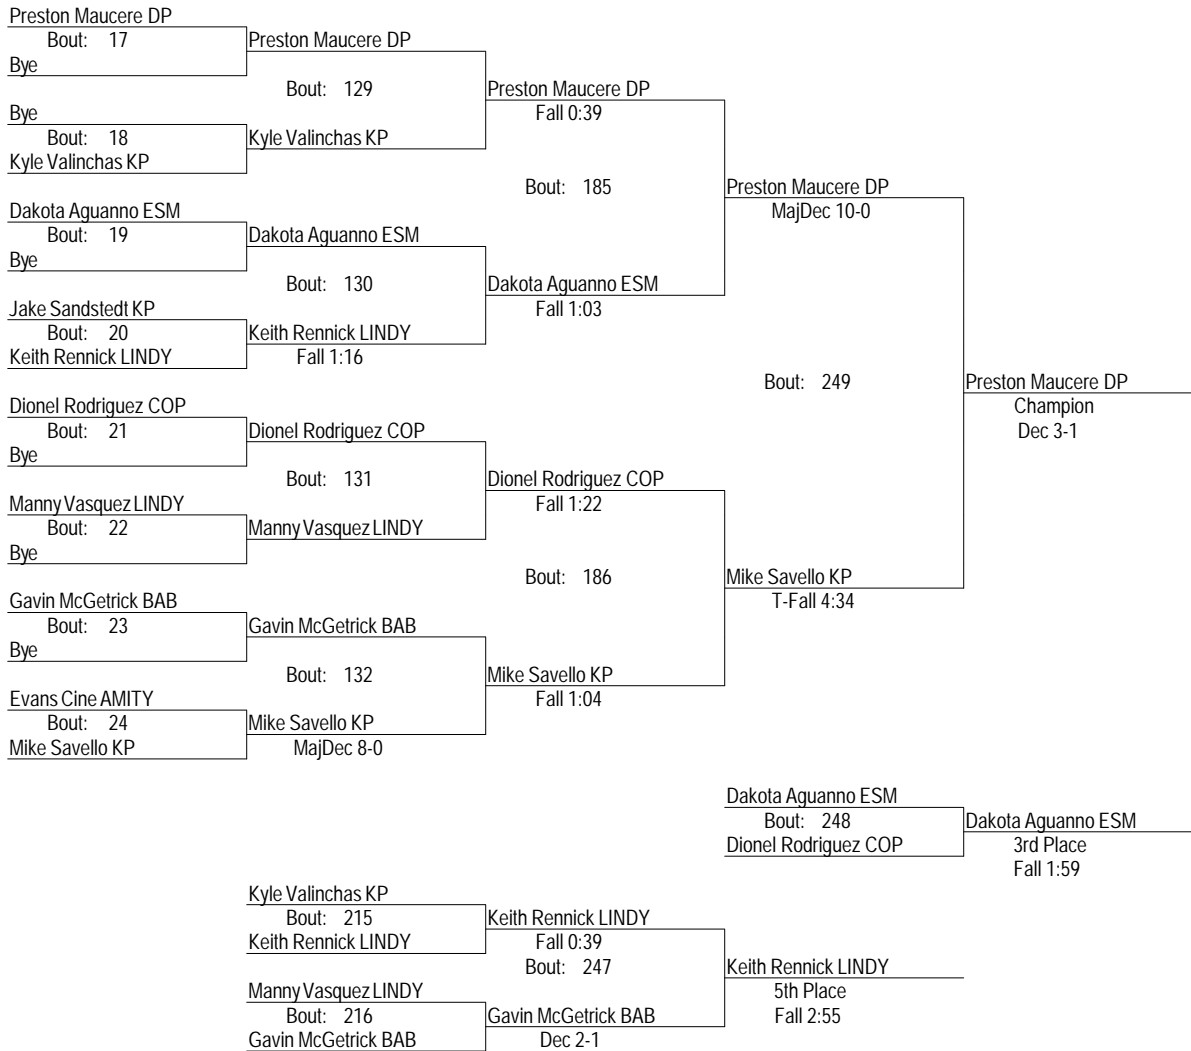 Preston Maucere DP
Bout: 17
Bye
Preston Maucere DP
Bout: 129
Bye
Bout: 18
Kyle Valinchas KP
Kyle Valinchas KP
Preston Maucere DP
Fall 0:39
Bout: 185
Dakota Aguanno ESM
Bout: 19
Bye
Dakota Aguanno ESM
Bout: 130
Jake Sandstedt KP
Bout: 20
Keith Rennick LINDY
Keith Rennick LINDY
Fall 1:16
Dakota Aguanno ESM
Fall 1:03
Preston Maucere DP
MajDec 10-0
Bout: 249
Dionel Rodriguez COP
Bout: 21
Bye
Dionel Rodriguez COP
Bout: 131
Manny Vasquez LINDY
Bout: 22
Bye
Manny Vasquez LINDY
Dionel Rodriguez COP
Fall 1:22
Bout: 186
Gavin McGetrick BAB
Bout: 23
Bye
Gavin McGetrick BAB
Bout: 132
Evans Cine AMITY
Bout: 24
Mike Savello KP
Mike Savello KP
MajDec 8-0
Mike Savello KP
Fall 1:04
Mike Savello KP
T-Fall 4:34
Preston Maucere DP
Champion
Dec 3-1
Dakota Aguanno ESM
Bout: 248
Dionel Rodriguez COP
Dakota Aguanno ESM
3rd Place
Fall 1:59
Kyle Valinchas KP
Bout: 215
Keith Rennick LINDY
Keith Rennick LINDY
Fall 0:39
Bout: 247
Manny Vasquez LINDY
Bout: 216
Gavin McGetrick BAB
Gavin McGetrick BAB
Dec 2-1
Keith Rennick LINDY
5th Place
Fall 2:55